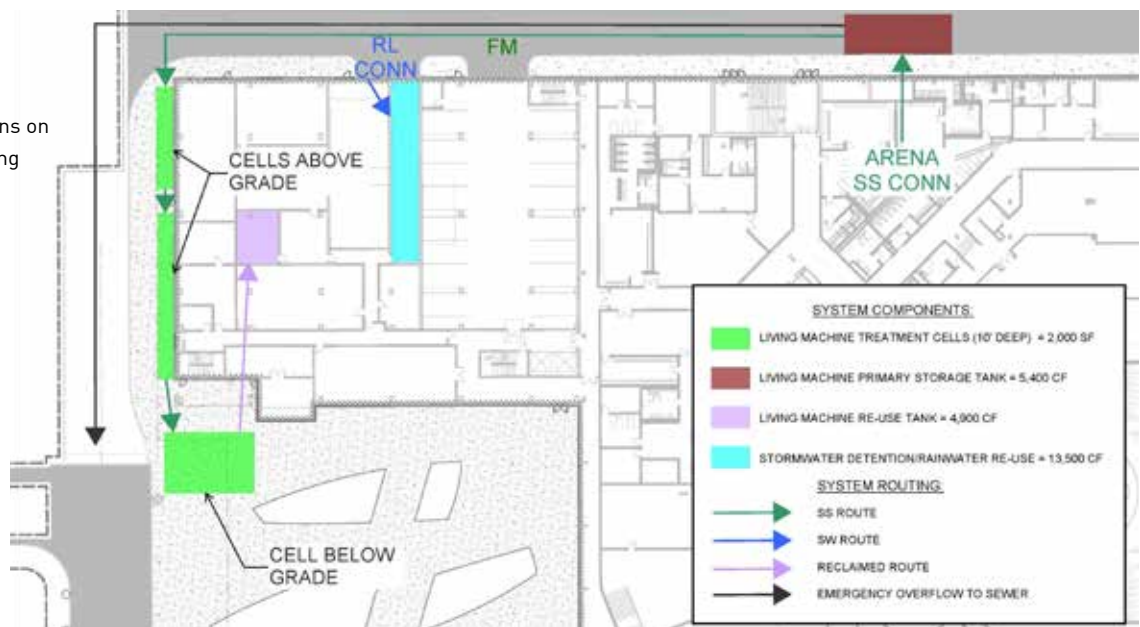 ns on
ng
RL
CONN
FM
CELLS ABOVE
GRADE
ARENA
SS CONN
CELL BELOW
GRADE
SYSTEM COMPONENTS:
LIVING MACHINE TREATMENT CELLS (10' DEEP) = 2,000 SF
LIVING MACHINE PRIMARY STORAGE TANK = 5,400 CF
LIVING MACHINE RE-USE TANK = 4,900 CF
STORMWATER DETENTION/RAINWATER RE-USE = 13,500 CF
SYSTEM ROUTING:
SS ROUTE
SW ROUTE
RECLAIMED ROUTE
EMERGENCY OVERFLOW TO SEWER